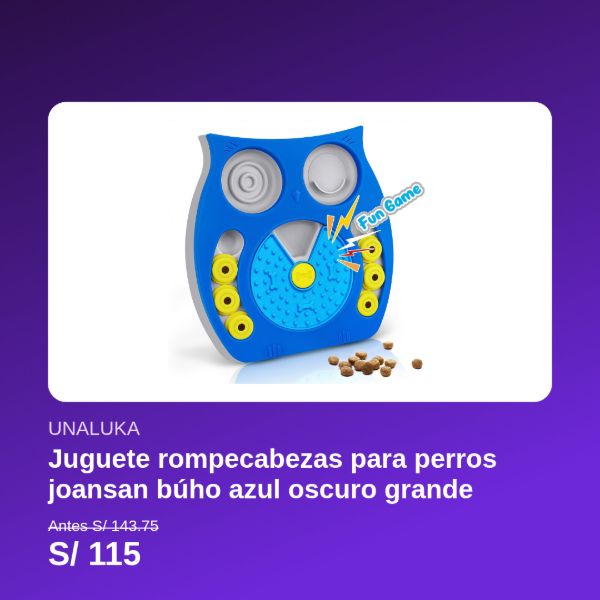 Fun Game
UNALUKA
Juguete rompecabezas para perros
joansan búho azul oscuro grande
Antes S/ 143.75
S/ 115